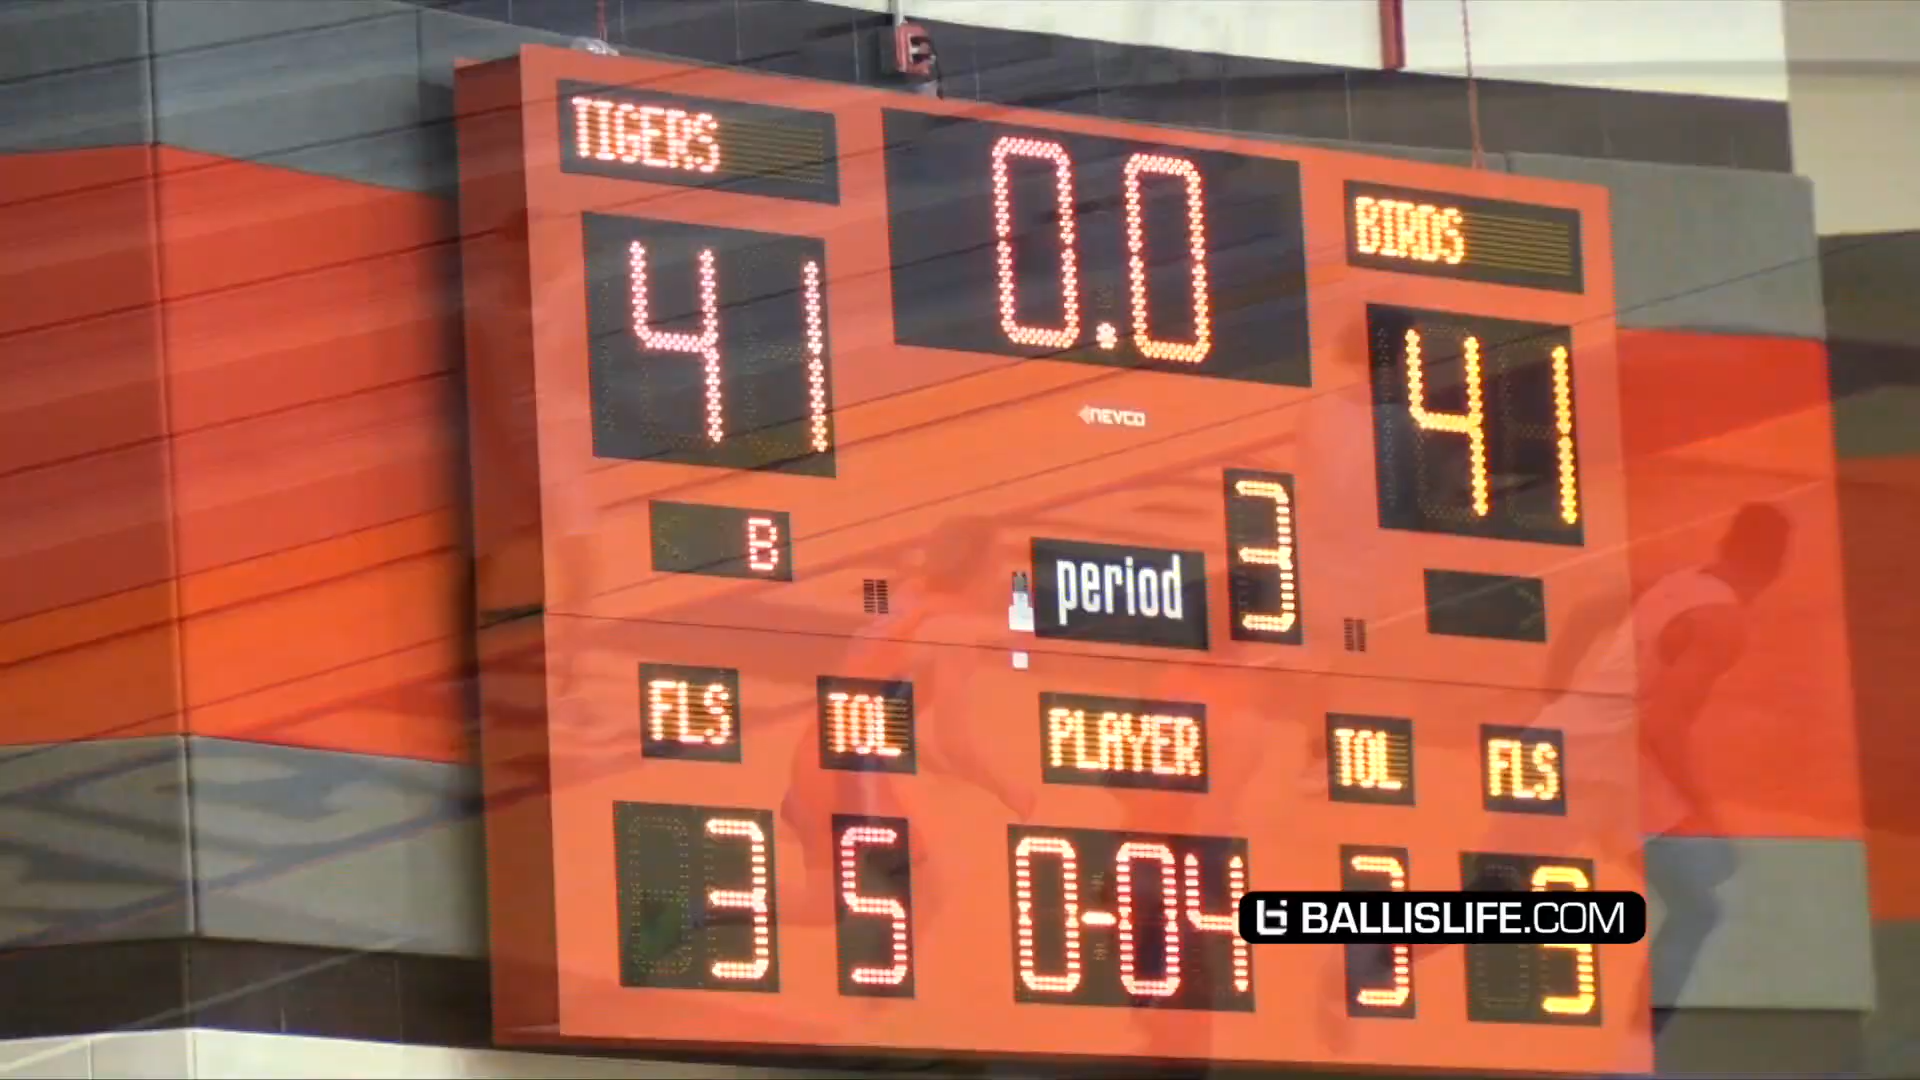 TIGERS
0.0
BIRDS
41
41
NEVCO
B
period
3
FLS
TOL
PLAYER
TOL
FLS
3
5
0-04
3
BALLISLIFE.COM